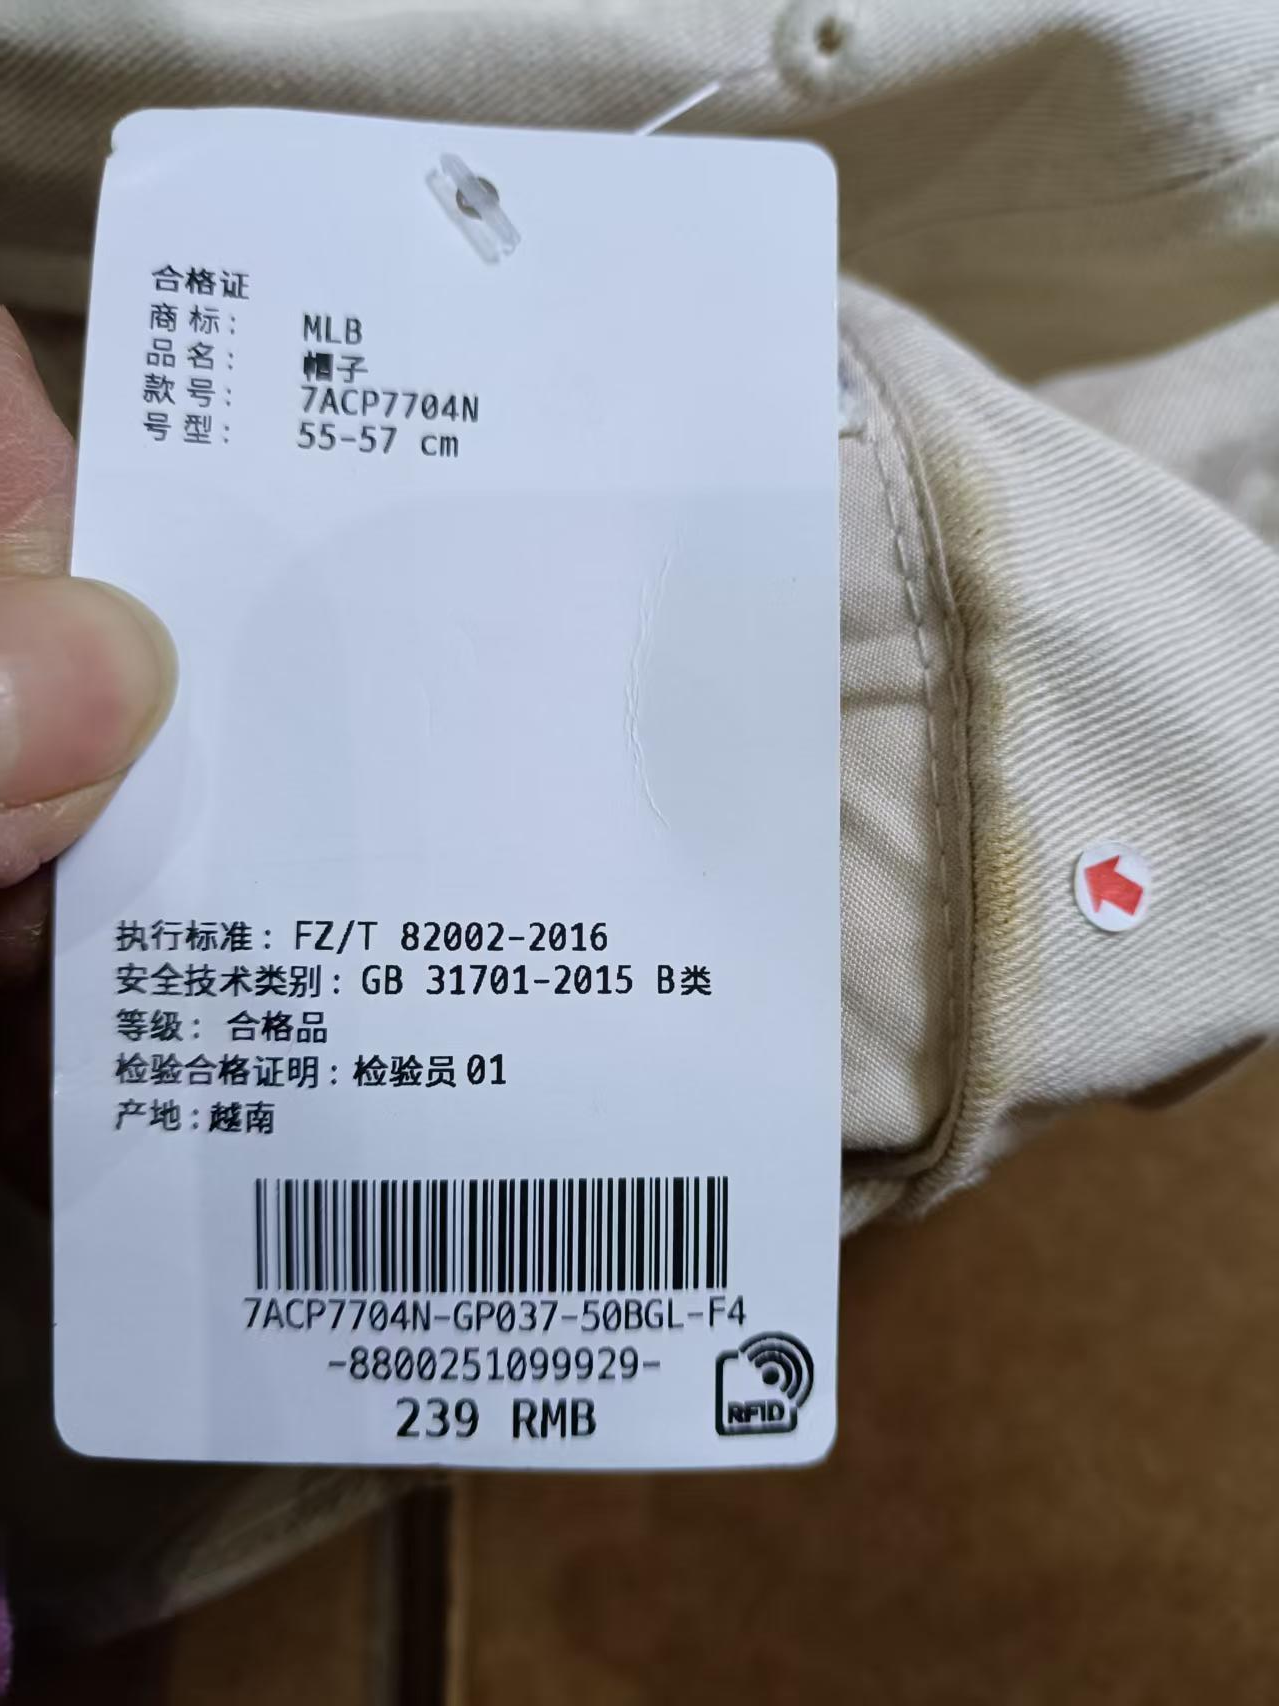 合格证
商标： MLB
品名： 帽子
款号： 7ACP7704N
号型： 55-57 cm
执行标准： FZ/T 82002-2016
安全技术类别： GB 31701-2015 B类
等级： 合格品
检验合格证明：检验员01
产地：越南
7ACP7704N-GP037-50BGL-F4
-8800251099929-
239 RMB
RFID